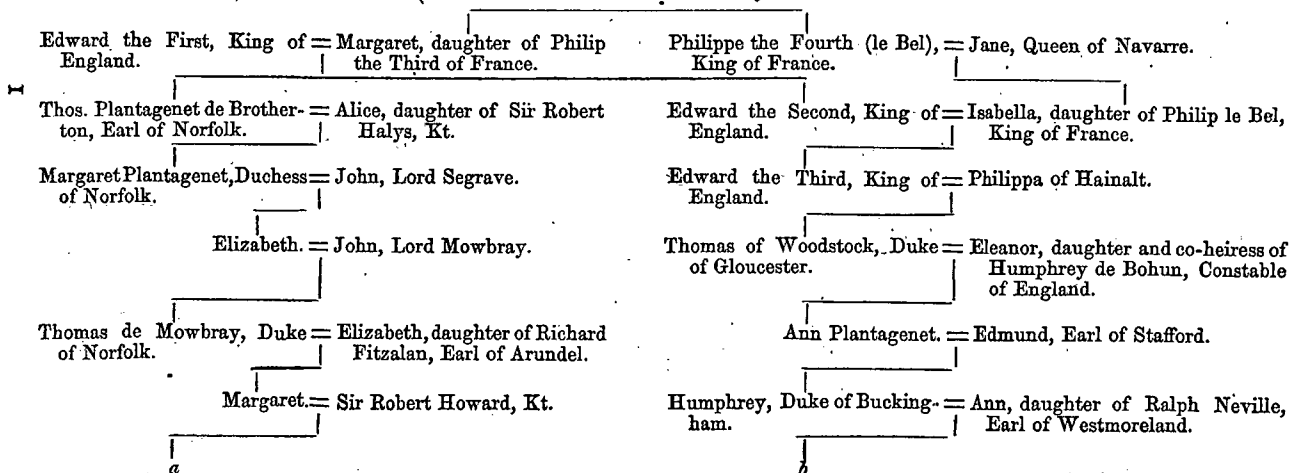 Edward the First, King of = Margaret, daughter of Philip
England.
the Third of France.
Philippe the Fourth (le Bel), = Jane, Queen of Navarre.
King of France.
Thos. Plantagenet de Brother- = Alice, daughter of Sir Robert
ton, Earl of Norfolk.
Halys, Kt.
Edward the Second, King of = Isabella, daughter of Philip le Bel,
England.
King of France.
Margaret Plantagenet, Duchess = John, Lord Segrave.
of Norfolk.
Edward the Third, King of = Philippa of Hainalt.
England.
Elizabeth. = John, Lord Mowbray.
Thomas of Woodstock, Duke = Eleanor, daughter and co-heiress of
of Gloucester.
Humphrey de Bohun, Constable
of England.
Thomas de Mowbray, Duke = Elizabeth, daughter of Richard
of Norfolk.
Fitzalan, Earl of Arundel.
Ann Plantagenet. = Edmund, Earl of Stafford.
Margaret. = Sir Robert Howard, Kt.
Humphrey, Duke of Bucking- = Ann, daughter of Ralph Neville,
ham.
Earl of Westmoreland.
a
b